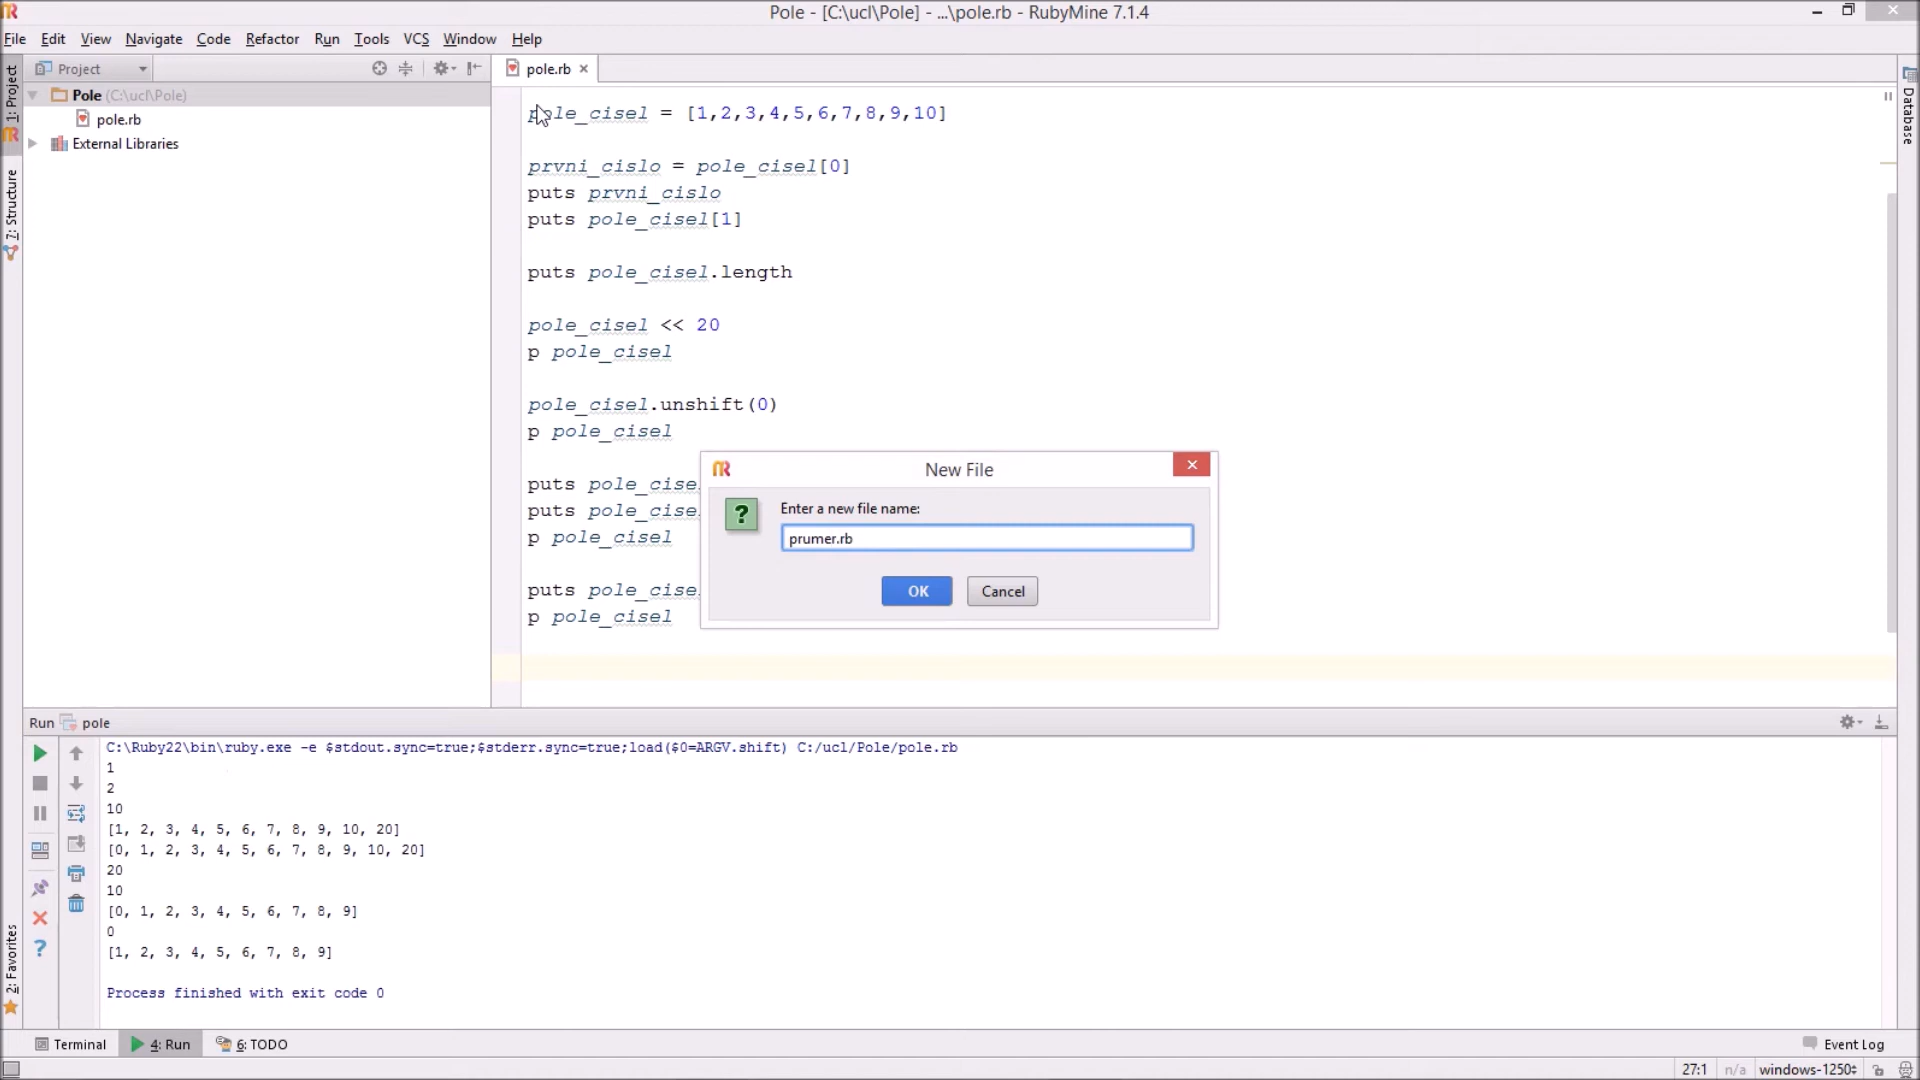 Pole - [C:\ucl\Pole] - ...\pole.rb - RubyMine 7.1.4
File Edit View Navigate Code Refactor Run Tools VCS Window Help
1: Project
7: Structure
2: Favorites
Project
Pole (C:\ucl\Pole)
pole.rb
External Libraries
pole.rb
Database
pole_cisel = [1,2,3,4,5,6,7,8,9,10]
prvni_cislo = pole_cisel[0]
puts prvni_cislo
puts pole_cisel[1]
puts pole_cisel.length
pole_cisel << 20
p pole_cisel
pole_cisel.unshift(0)
p pole_cisel
puts pole_cise
puts pole_cise
p pole_cisel
puts pole_cise
p pole_cisel
New File
Enter a new file name:
prumer.rb
OK Cancel
Run pole
C:\Ruby22\bin\ruby.exe -e $stdout.sync=true;$stderr.sync=true;load($0=ARGV.shift) C:/ucl/Pole/pole.rb
1
2
10
[1, 2, 3, 4, 5, 6, 7, 8, 9, 10, 20]
[0, 1, 2, 3, 4, 5, 6, 7, 8, 9, 10, 20]
20
10
[0, 1, 2, 3, 4, 5, 6, 7, 8, 9]
0
[1, 2, 3, 4, 5, 6, 7, 8, 9]
Process finished with exit code 0
Terminal 4: Run 6: TODO Event Log
27:1 n/a windows-1250